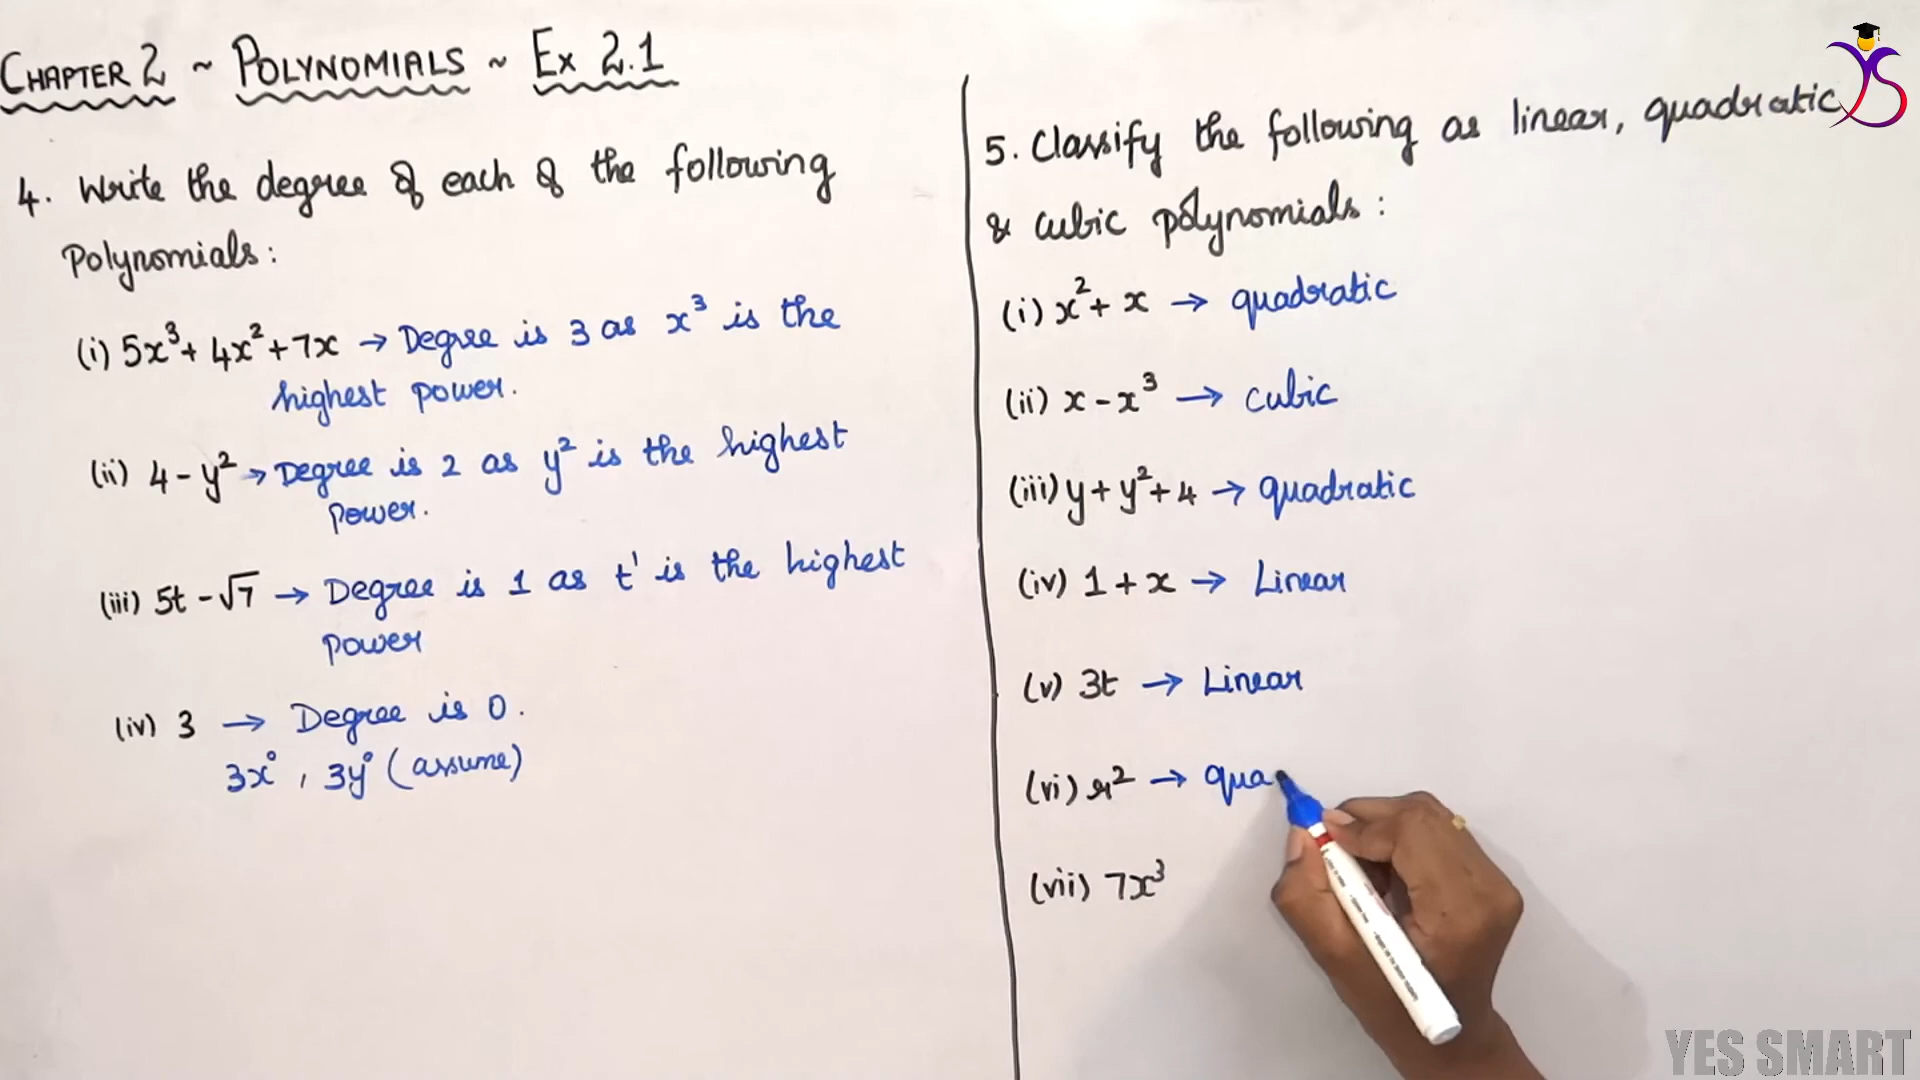 CHAPTER 2 ~ POLYNOMIALS ~ Ex 2.1
4. Write the degree of each of the following
Polynomials:
(i) 5x³ + 4x² + 7x → Degree is 3 as x³ is the
highest power.
(ii) 4 - y² → Degree is 2 as y² is the highest
power.
(iii) 5t - √7 → Degree is 1 as t¹ is the highest
power
(iv) 3 → Degree is 0.
3x⁰, 3y⁰ (assume)
5. Classify the following as linear, quadratic
& cubic polynomials:
(i) x² + x → quadratic
(ii) x - x³ → cubic
(iii) y + y² + 4 → quadratic
(iv) 1 + x → Linear
(v) 3t → Linear
(vi) r² → qua
(vii) 7x³
YS
YES SMART